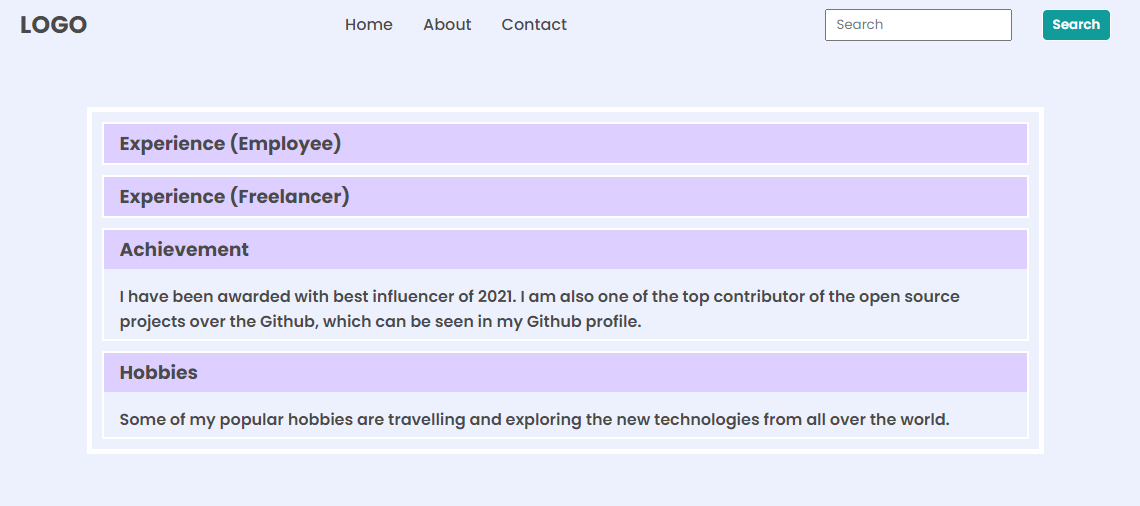 LOGO
Home
About
Contact
Search
Search
Experience (Employee)
Experience (Freelancer)
Achievement
I have been awarded with best influencer of 2021. I am also one of the top contributor of the open source
projects over the Github, which can be seen in my Github profile.
Hobbies
Some of my popular hobbies are travelling and exploring the new technologies from all over the world.